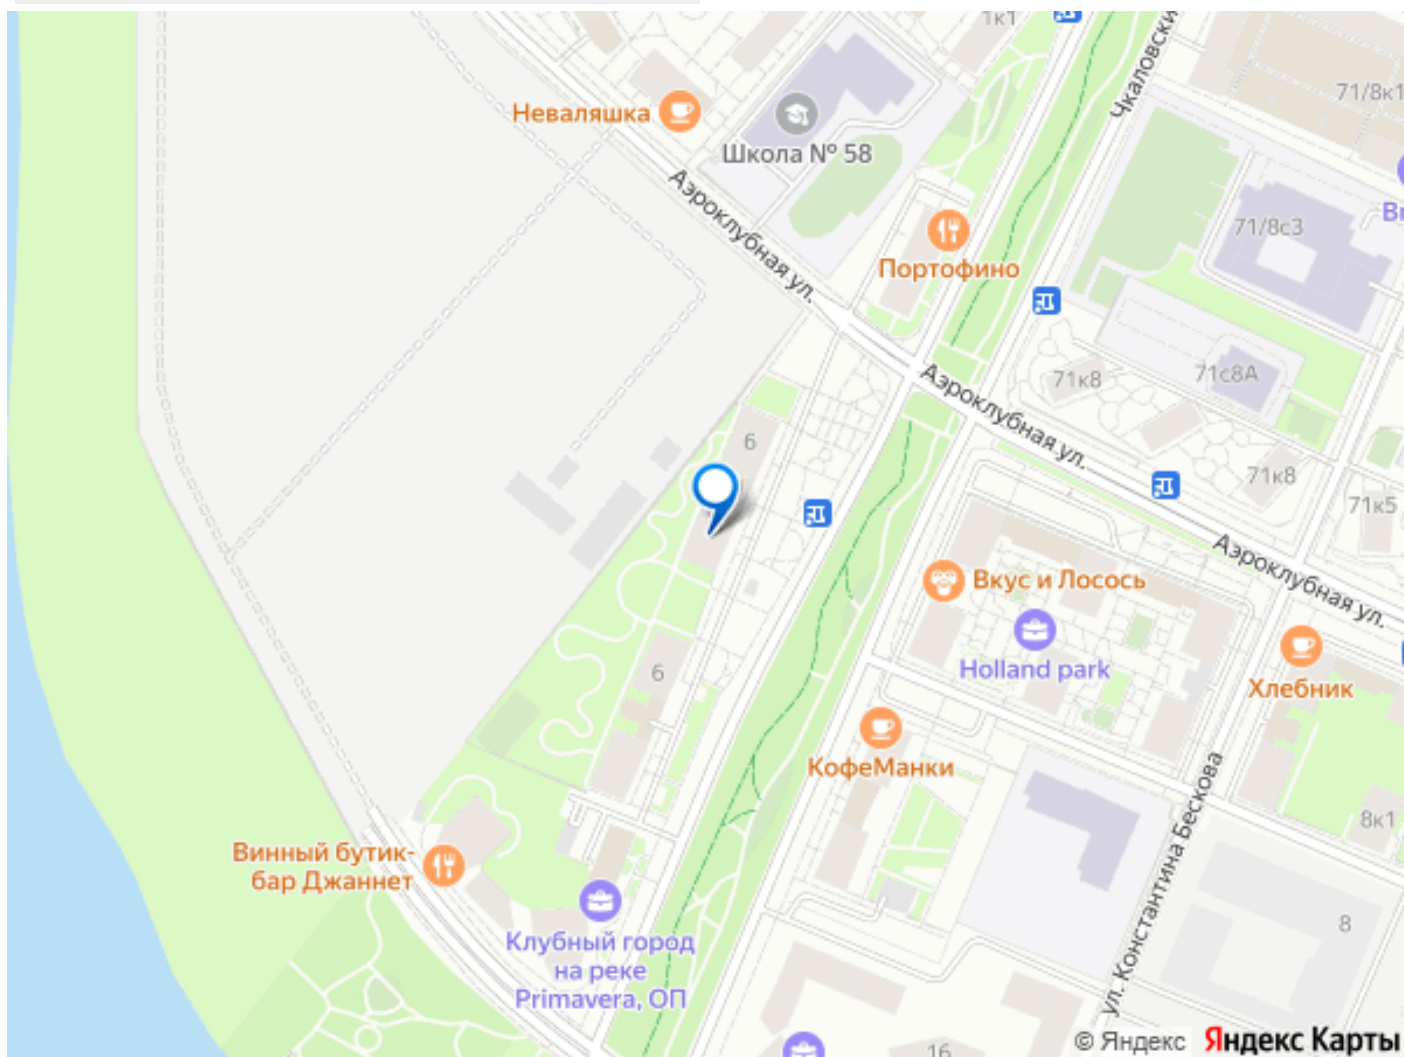 1к1
Чкаловски
71/8к1
Неваляшка
Школа № 58
Аэроклубная ул.
71/8с3
Br
Портофино
71к8
71с8А
Аэроклубная ул.
6
71к8
71к5
Аэроклубная ул.
Вкус и Лосось
Holland park
6
Хлебник
КофеМанки
ул. Константина Бескова
8к1
Винный бутик-
бар Джаннет
8
Клубный город
на реке
Primavera, ОП
16
© Яндекс Яндекс Карты